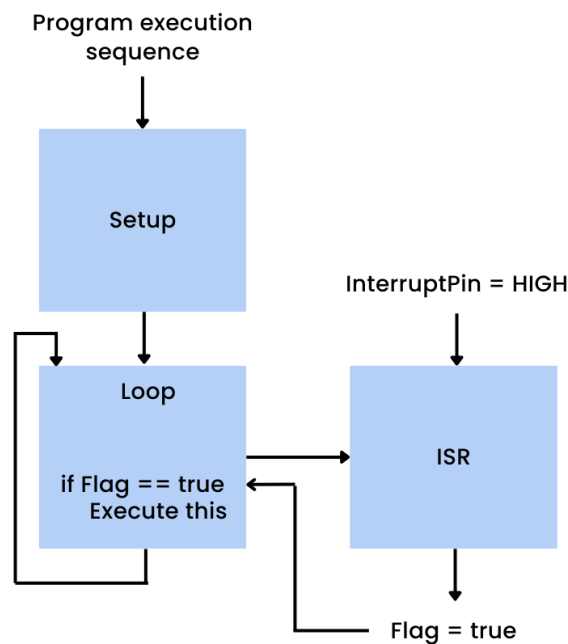 Program execution
sequence
Setup
InterruptPin = HIGH
Loop
if Flag == true
Execute this
ISR
Flag = true